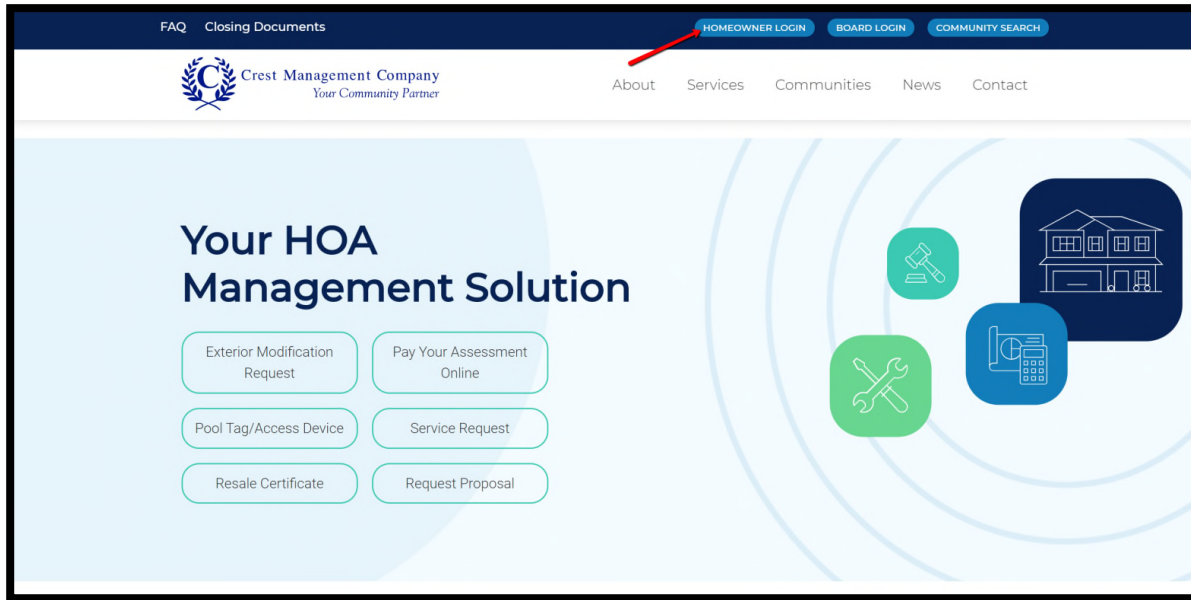 FAQ Closing Documents HOMEOWNER LOGIN BOARD LOGIN COMMUNITY SEARCH
C
Crest Management Company
Your Community Partner
About Services Communities News Contact
Your HOA
Management Solution
Exterior Modification
Request
Pay Your Assessment
Online
Pool Tag/Access Device
Service Request
Resale Certificate
Request Proposal